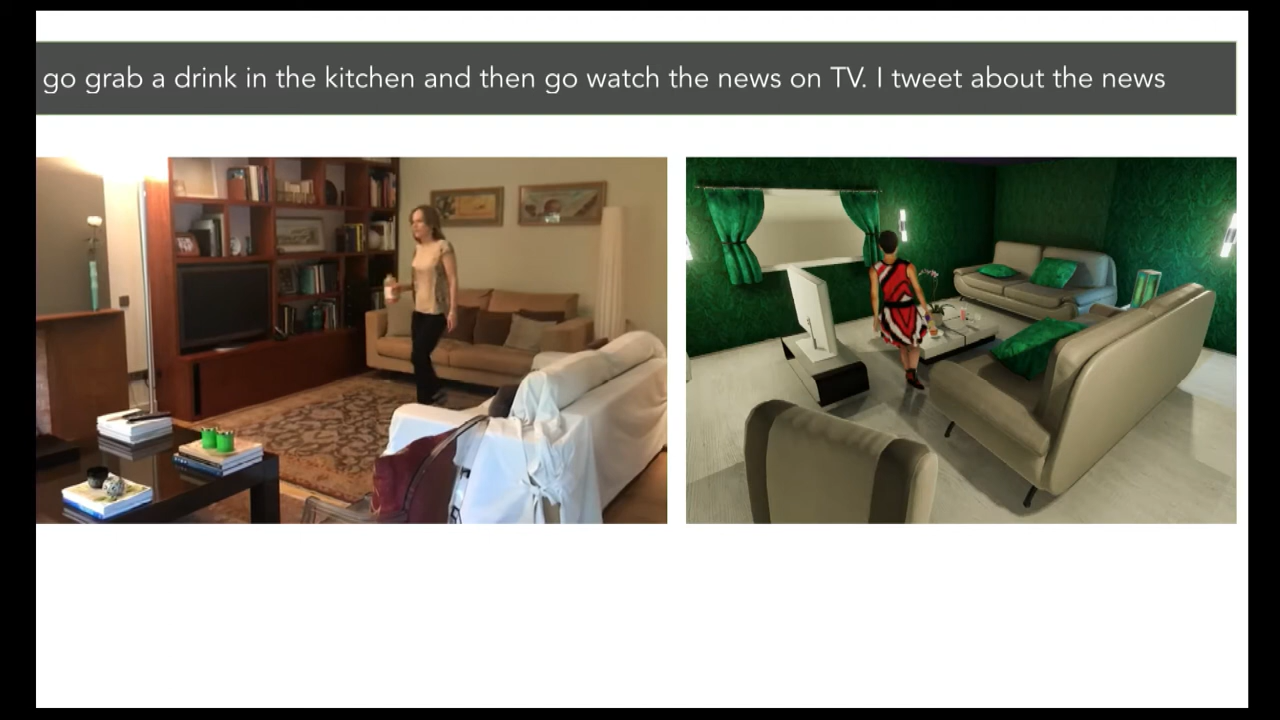 go grab a drink in the kitchen and then go watch the news on TV. I tweet about the news